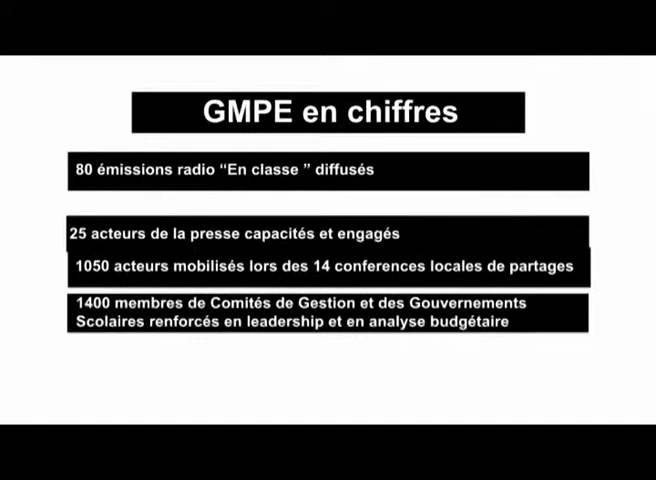 GMPE en chiffres
80 émissions radio “En classe ” diffusés
25 acteurs de la presse capacités et engagés
1050 acteurs mobilisés lors des 14 conferences locales de partages
1400 membres de Comités de Gestion et des Gouvernements
Scolaires renforcés en leadership et en analyse budgétaire